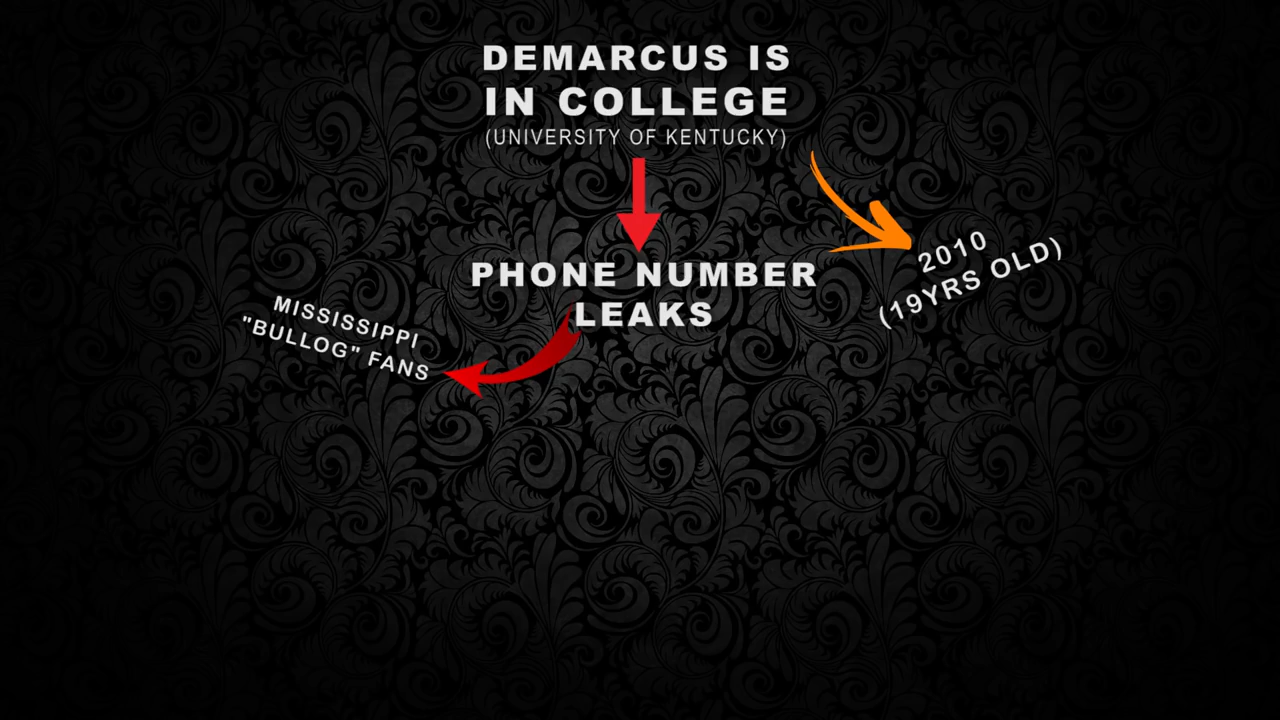 DEMARCUS IS
IN COLLEGE
(UNIVERSITY OF KENTUCKY)
2010
(19YRS OLD)
PHONE NUMBER
LEAKS
MISSISSIPPI
"BULLOG" FANS